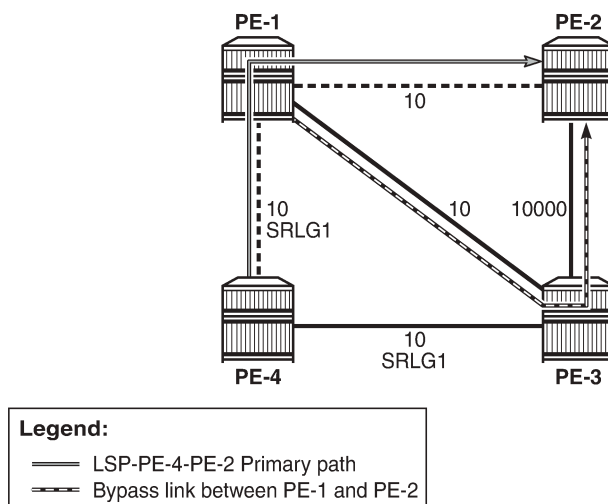 PE-1
PE-2
10
10
SRLG1
10
10000
10
SRLG1
PE-4
PE-3
Legend:
LSP-PE-4-PE-2 Primary path
Bypass link between PE-1 and PE-2